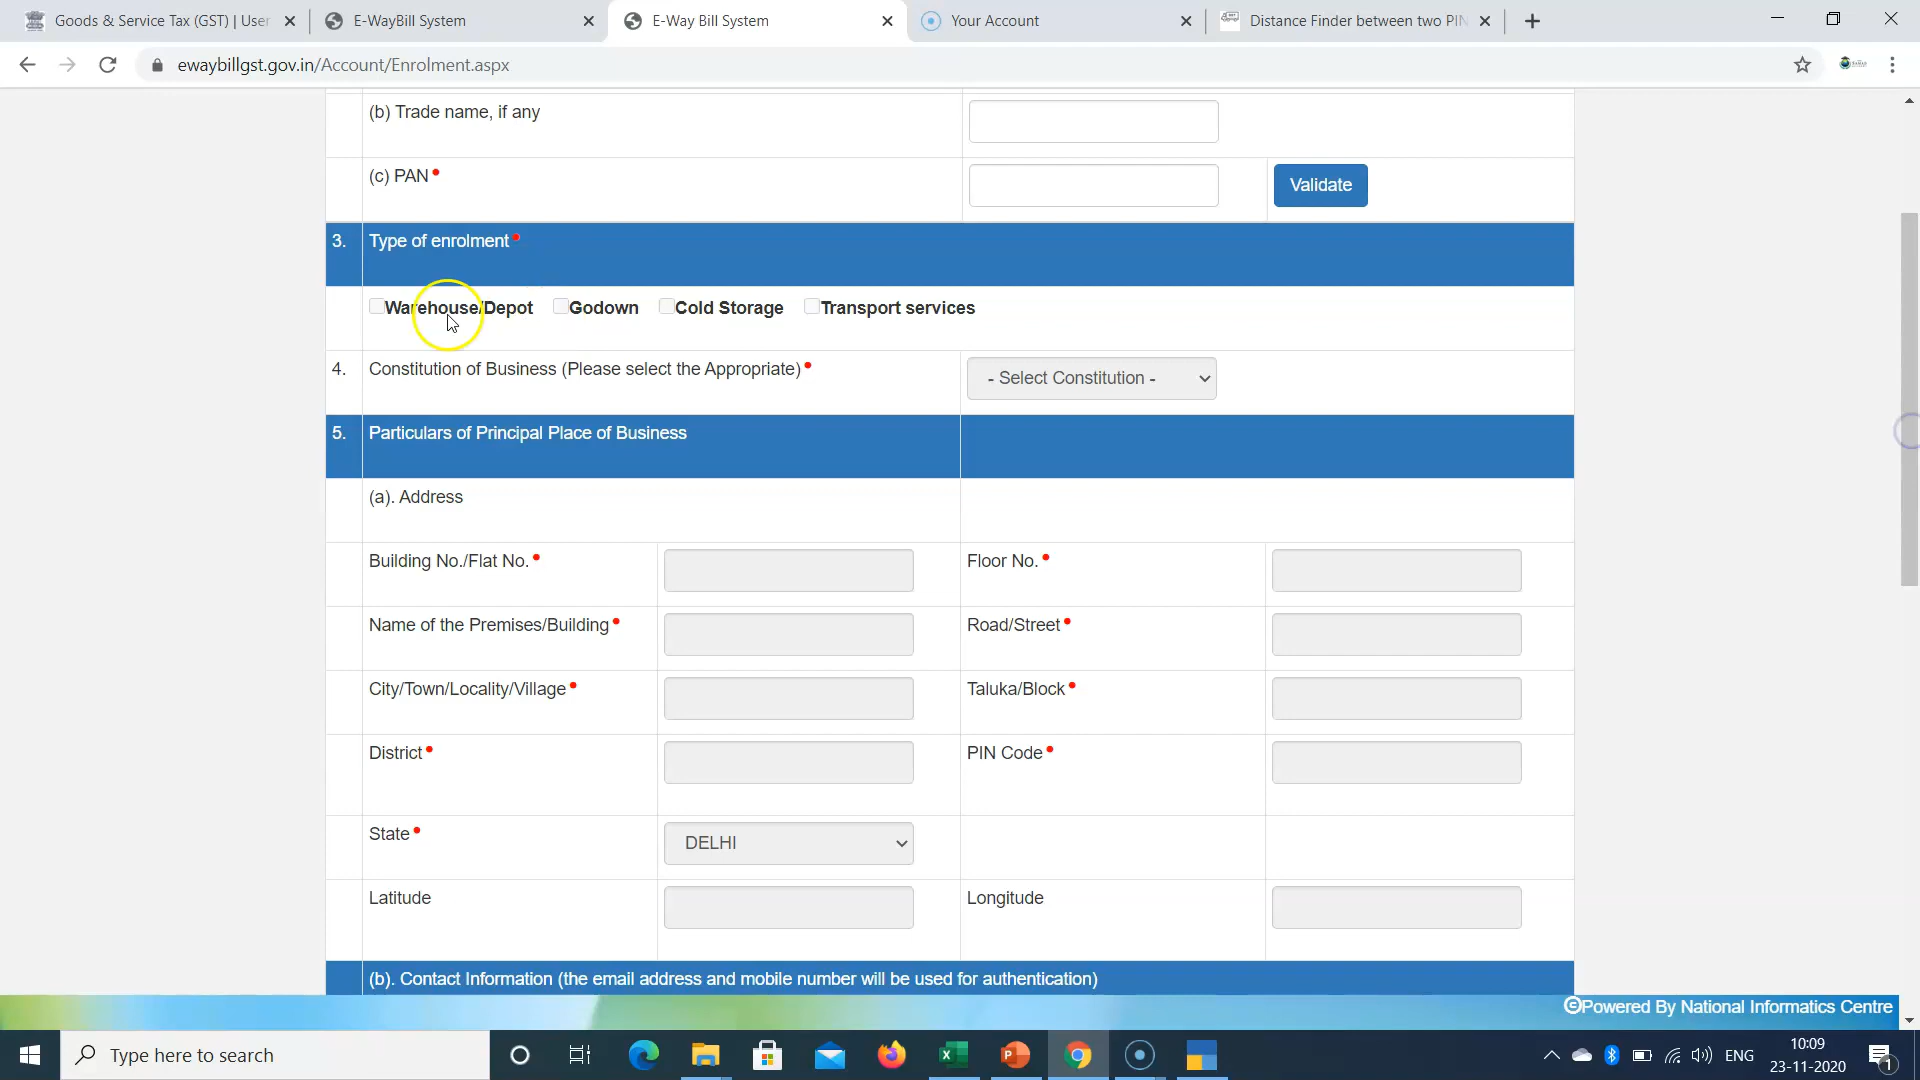 Goods & Service Tax (GST) | User
E-WayBill System
E-Way Bill System
Your Account
Distance Finder between two PIN
ewaybillgst.gov.in/Account/Enrolment.aspx
(b) Trade name, if any
(c) PAN
Validate
3. Type of enrolment
Warehouse/Depot Godown Cold Storage Transport services
4. Constitution of Business (Please select the Appropriate) - Select Constitution -
5. Particulars of Principal Place of Business
(a). Address
Building No./Flat No. Floor No.
Name of the Premises/Building Road/Street
City/Town/Locality/Village Taluka/Block
District PIN Code
State DELHI
Latitude Longitude
(b). Contact Information (the email address and mobile number will be used for authentication)
©Powered By National Informatics Centre
Type here to search
ENG
10:09
23-11-2020
1